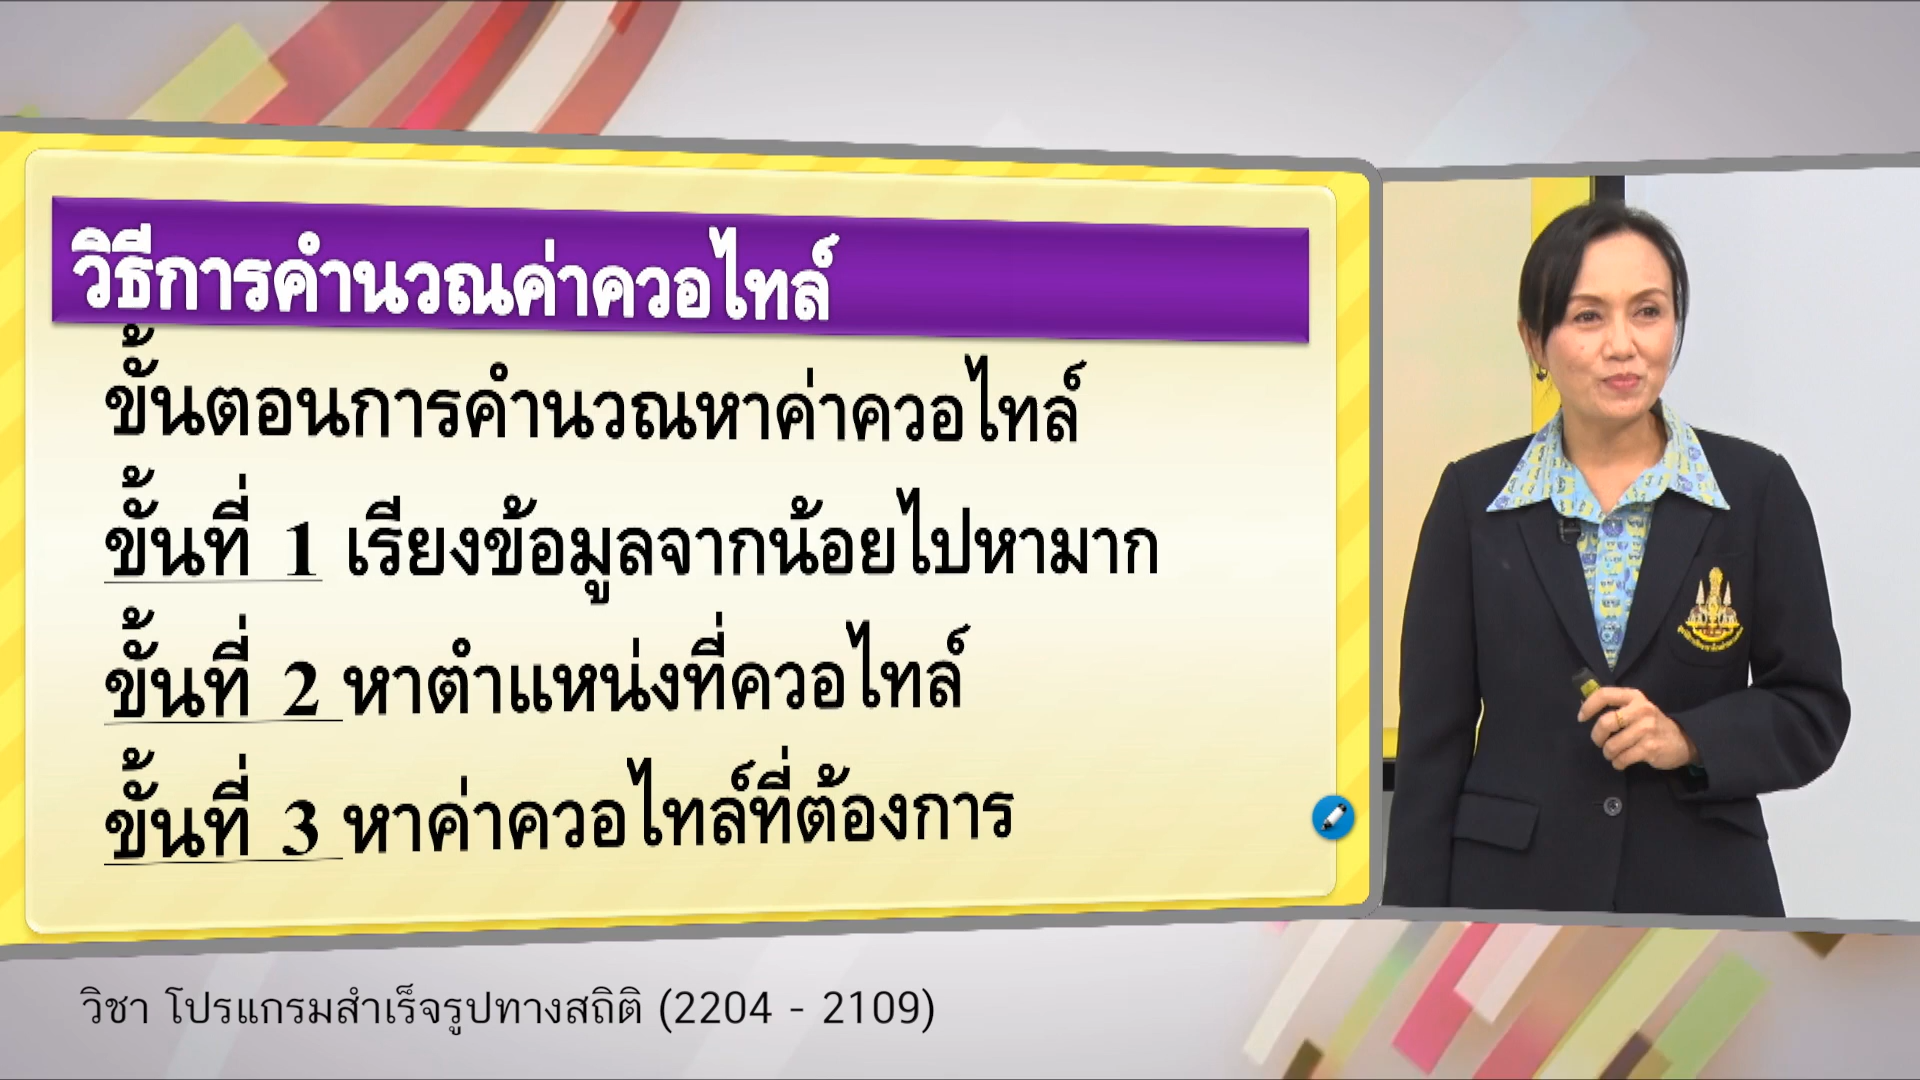 วิธีการคำนวณค่าควอไทล์
ขั้นตอนการคำนวณหาค่าควอไทล์
ขั้นที่ 1 เรียงข้อมูลจากน้อยไปหามาก
ขั้นที่ 2 หาตำแหน่งที่ควอไทล์
ขั้นที่ 3 หาค่าควอไทล์ที่ต้องการ
วิชา โปรแกรมสำเร็จรูปทางสถิติ (2204 - 2109)